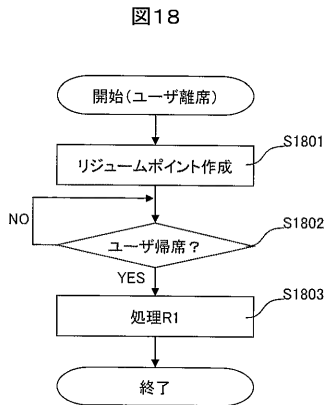 図18
開始(ユーザ離席)
S1801
リジュームポイント作成
NO
S1802
ユーザ帰席?
YES
S1803
処理R1
終了